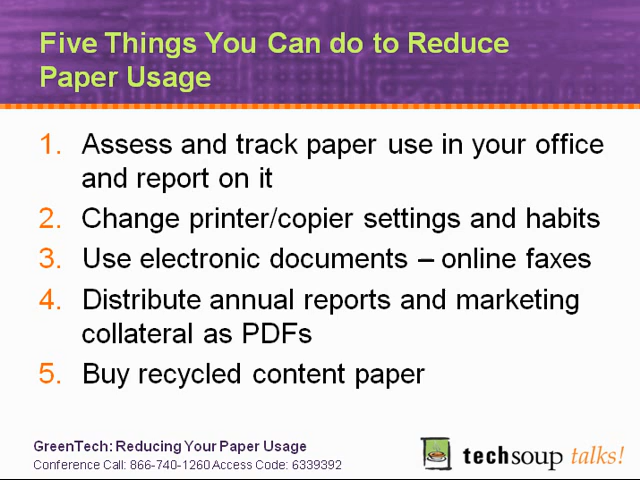 Five Things You Can do to Reduce
Paper Usage
1. Assess and track paper use in your office
and report on it
2. Change printer/copier settings and habits
3. Use electronic documents – online faxes
4. Distribute annual reports and marketing
collateral as PDFs
5. Buy recycled content paper
GreenTech: Reducing Your Paper Usage
Conference Call: 866-740-1260 Access Code: 6339392
techsoup talks!